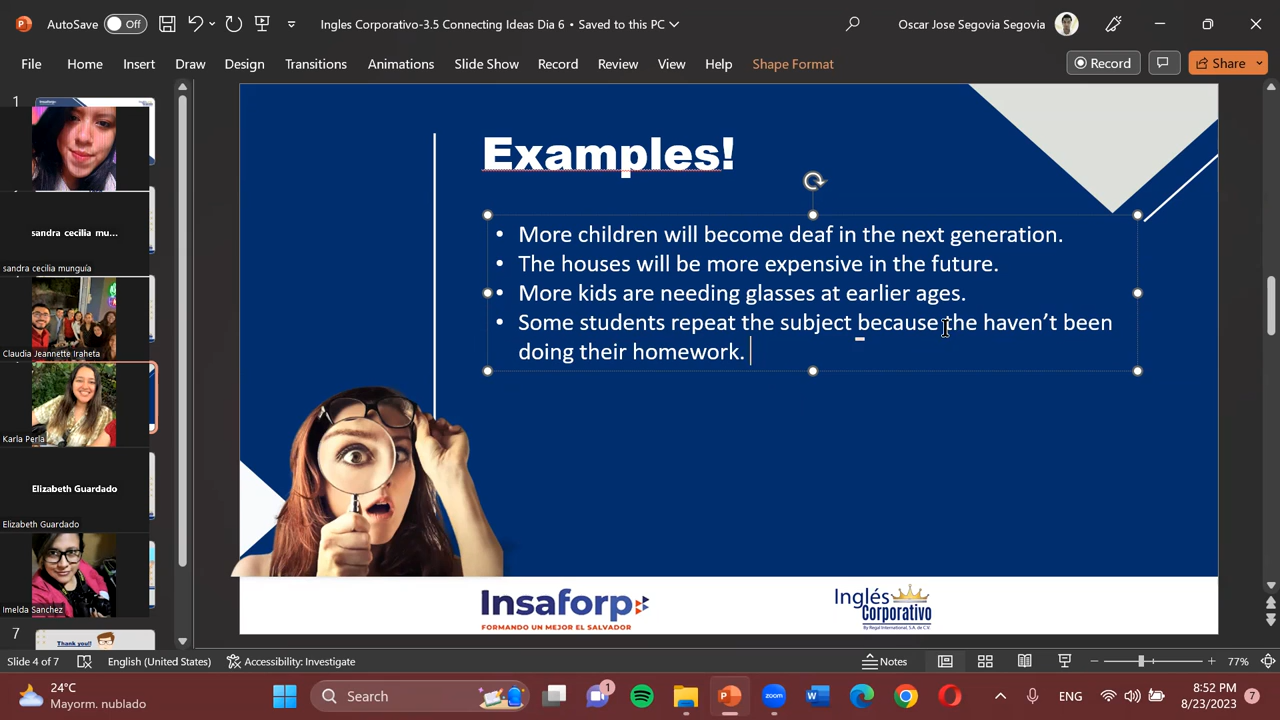 AutoSave
Off
Ingles Corporativo-3.5 Connecting Ideas Dia 6 • Saved to this PC
Oscar Jose Segovia Segovia
File
Home
Insert
Draw
Design
Transitions
Animations
Slide Show
Record
Review
View
Help
Shape Format
Record
Share
1
sandra cecilia mu...
sandra cecilia munguía
Claudia Jeannette Iraheta
Karla Perla
Elizabeth Guardado
Elizabeth Guardado
Imelda Sanchez
7
Thank you!!
Examples!
• More children will become deaf in the next generation.
• The houses will be more expensive in the future.
• More kids are needing glasses at earlier ages.
• Some students repeat the subject because the haven't been
doing their homework.
Insaforp
FORMANDO UN MEJOR EL SALVADOR
Inglés
Corporativo
By Regal International, S.A. de C.V.
Slide 4 of 7
English (United States)
Accessibility: Investigate
Notes
77%
24°C
Mayorm. nublado
Search
1
zoom
ENG
8:52 PM
8/23/2023
7